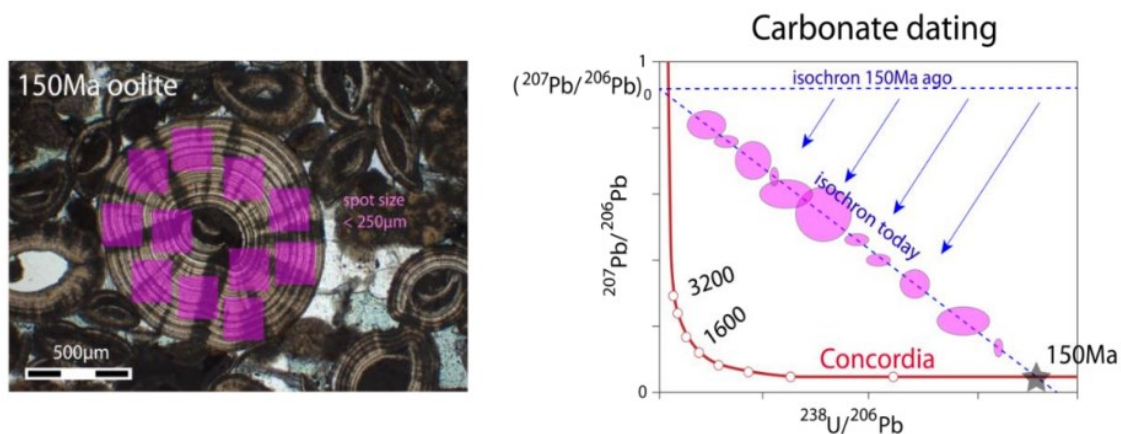 150Ma oolite
spot size
< 250µm
500µm
Carbonate dating
1
(²⁰⁷Pb/²⁰⁶Pb)₀
isochron 150Ma ago
isochron today
²⁰⁷Pb/²⁰⁶Pb
3200
1600
Concordia
150Ma
0
²³⁸U/²⁰⁶Pb